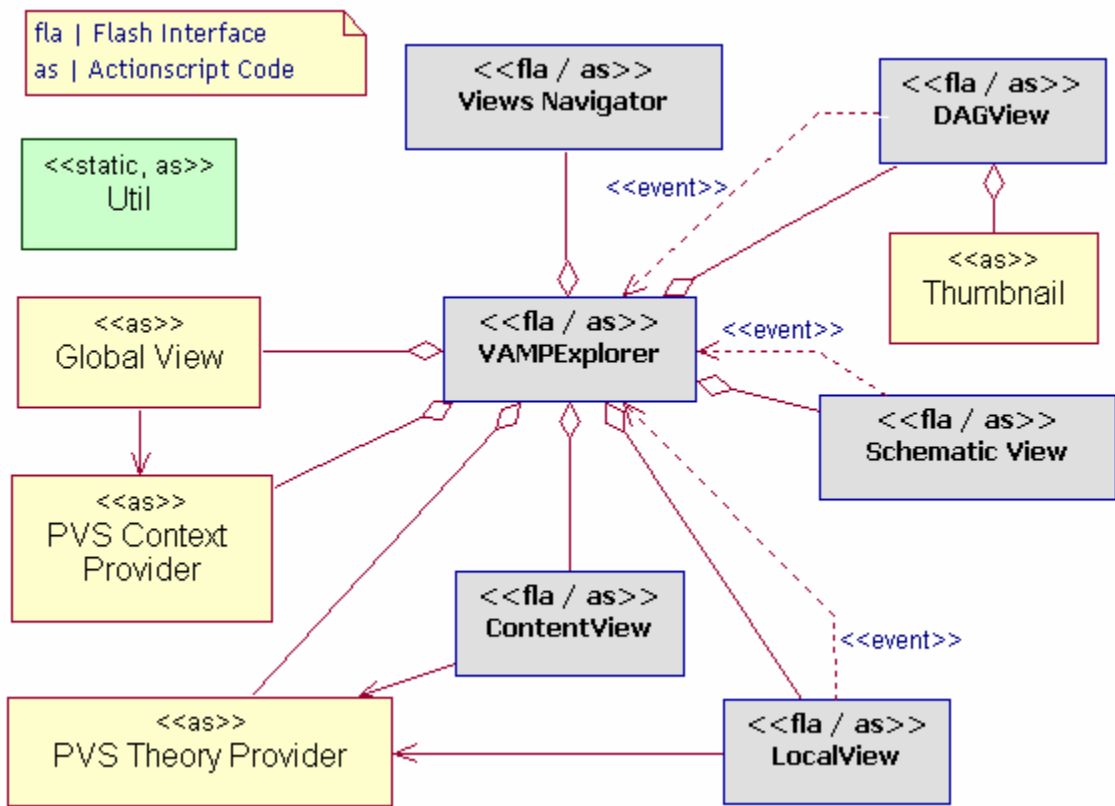 fla | Flash Interface
as | Actionscript Code
<<fla / as>>
Views Navigator
<<fla / as>>
DAGView
<<static, as>>
Util
<<event>>
<<as>>
Thumbnail
<<as>>
Global View
<<fla / as>>
VAMPExplorer
<<event>>
<<fla / as>>
Schematic View
<<as>>
PVS Context
Provider
<<fla / as>>
ContentView
<<event>>
<<as>>
PVS Theory Provider
<<fla / as>>
LocalView